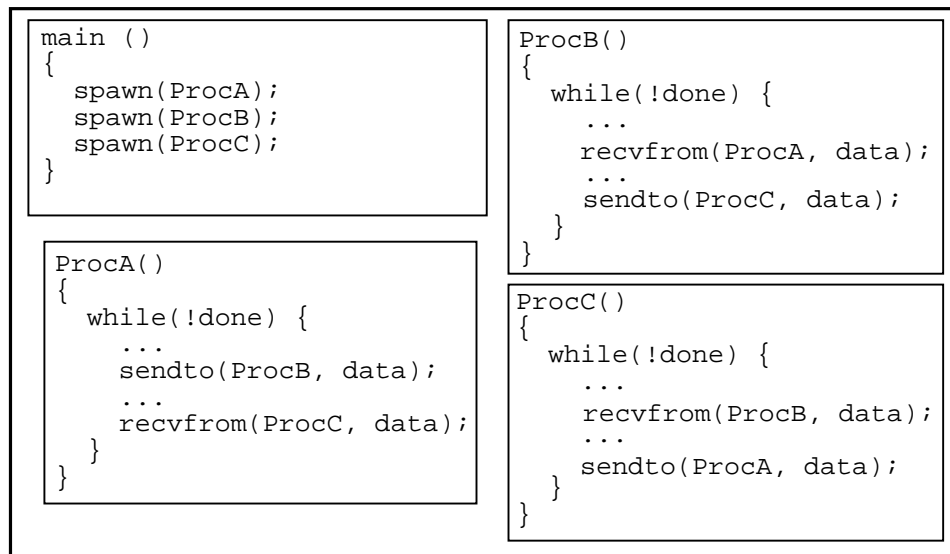 main ()
{
spawn(ProcA);
spawn(ProcB);
spawn(ProcC);
}
ProcA()
{
while(!done) {
...
sendto(ProcB, data);
...
recvfrom(ProcC, data);
}
}
ProcB()
{
while(!done) {
...
recvfrom(ProcA, data);
...
sendto(ProcC, data);
}
}
ProcC()
{
while(!done) {
...
recvfrom(ProcB, data);
...
sendto(ProcA, data);
}
}